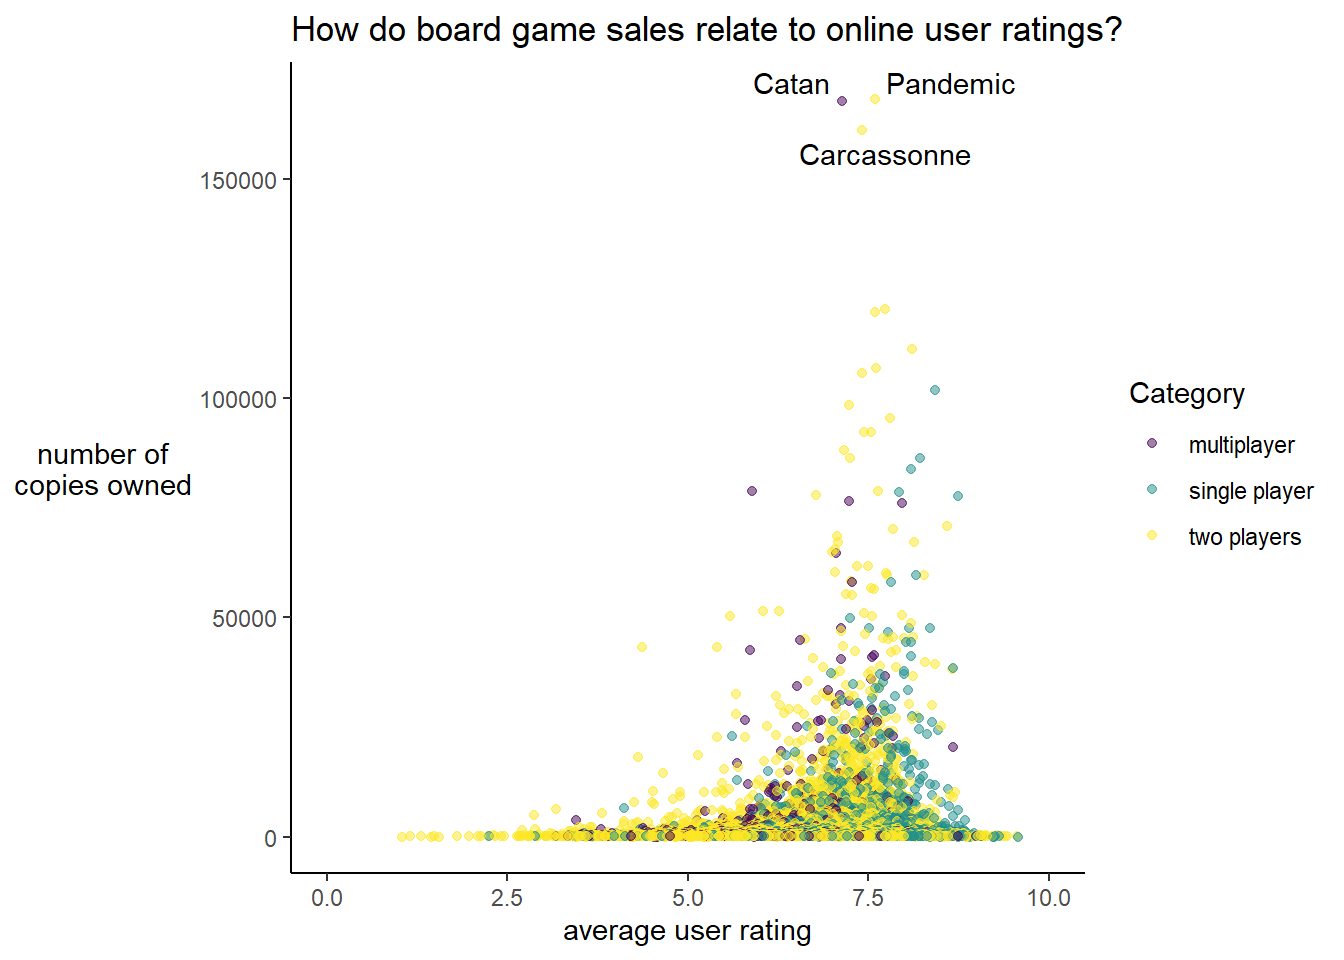 How do board game sales relate to online user ratings?
Catan
Pandemic
Carcassonne
150000
100000
50000
0
number of
copies owned
0.0
2.5
5.0
7.5
10.0
average user rating
Category
multiplayer
single player
two players